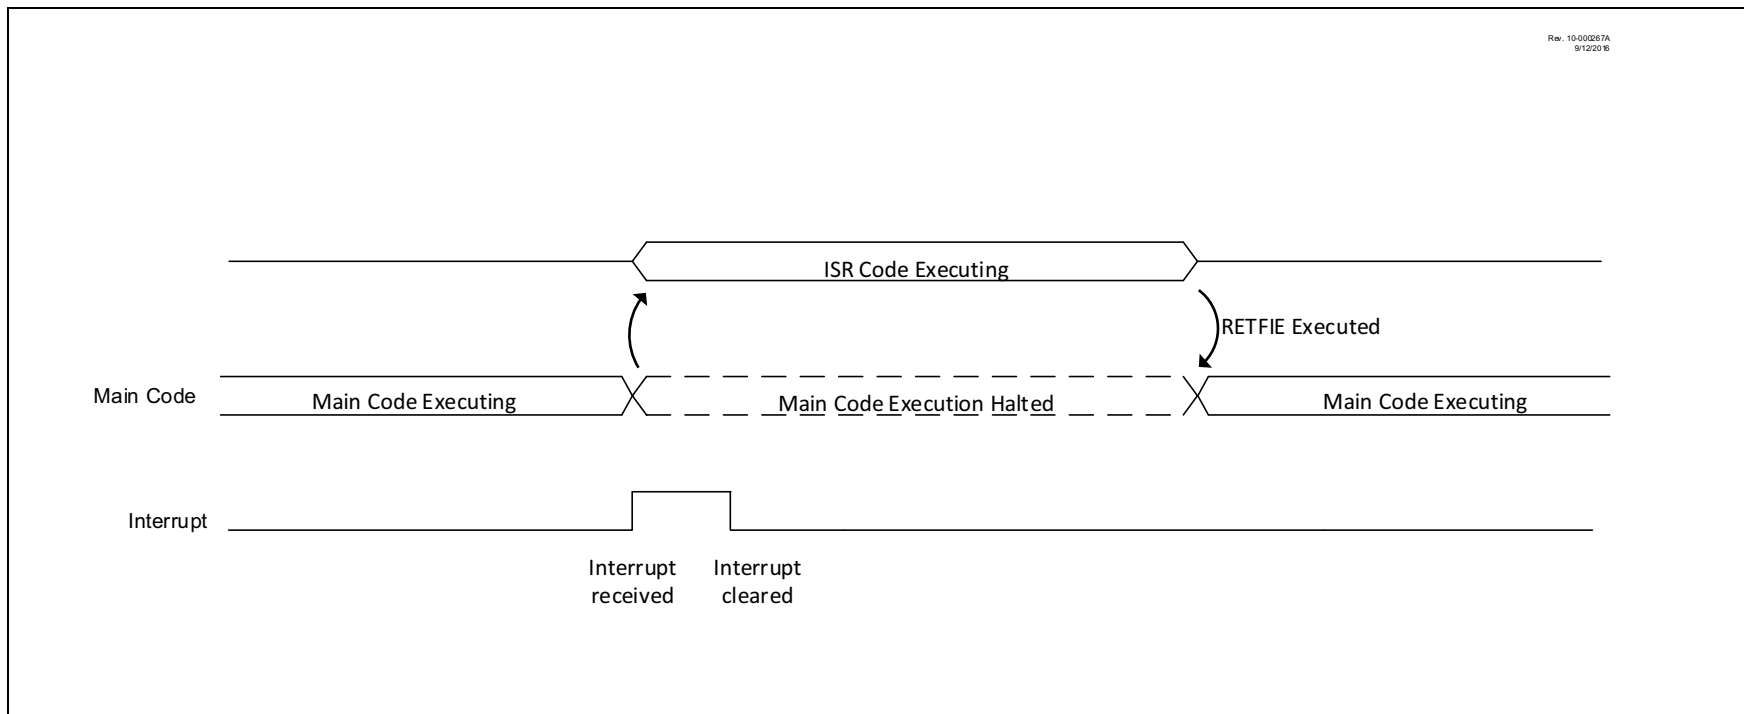 Rev. 10-000267A
9/12/2016
ISR Code Executing
RETFIE Executed
Main Code
Main Code Executing
Main Code Execution Halted
Main Code Executing
Interrupt
Interrupt
received
Interrupt
cleared